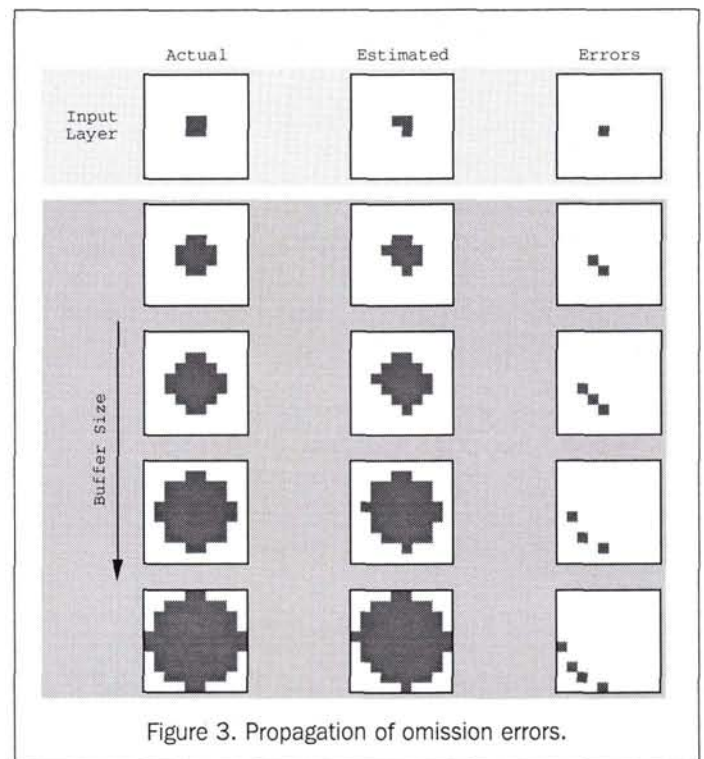 Actual Estimated Errors
Input
Layer
Buffer Size
Figure 3. Propagation of omission errors.